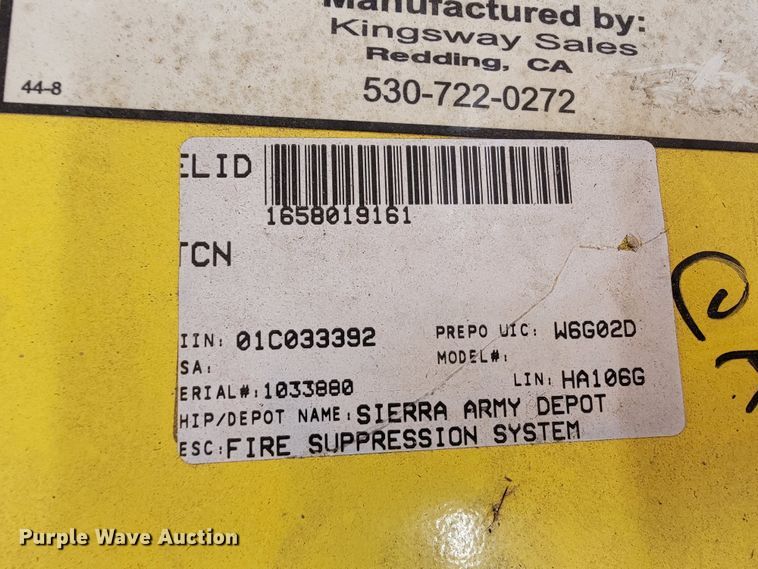 Manufactured by:
Kingsway Sales
Redding, CA
44-8
530-722-0272
ELID
1658019161
TCN
IIN: 01C033392 PREPO UIC: W6G02D
SA: MODEL#:
ERIAL#:1033880 LIN: HA106G
HIP/DEPOT NAME: SIERRA ARMY DEPOT
ESC: FIRE SUPPRESSION SYSTEM
Purple Wave Auction